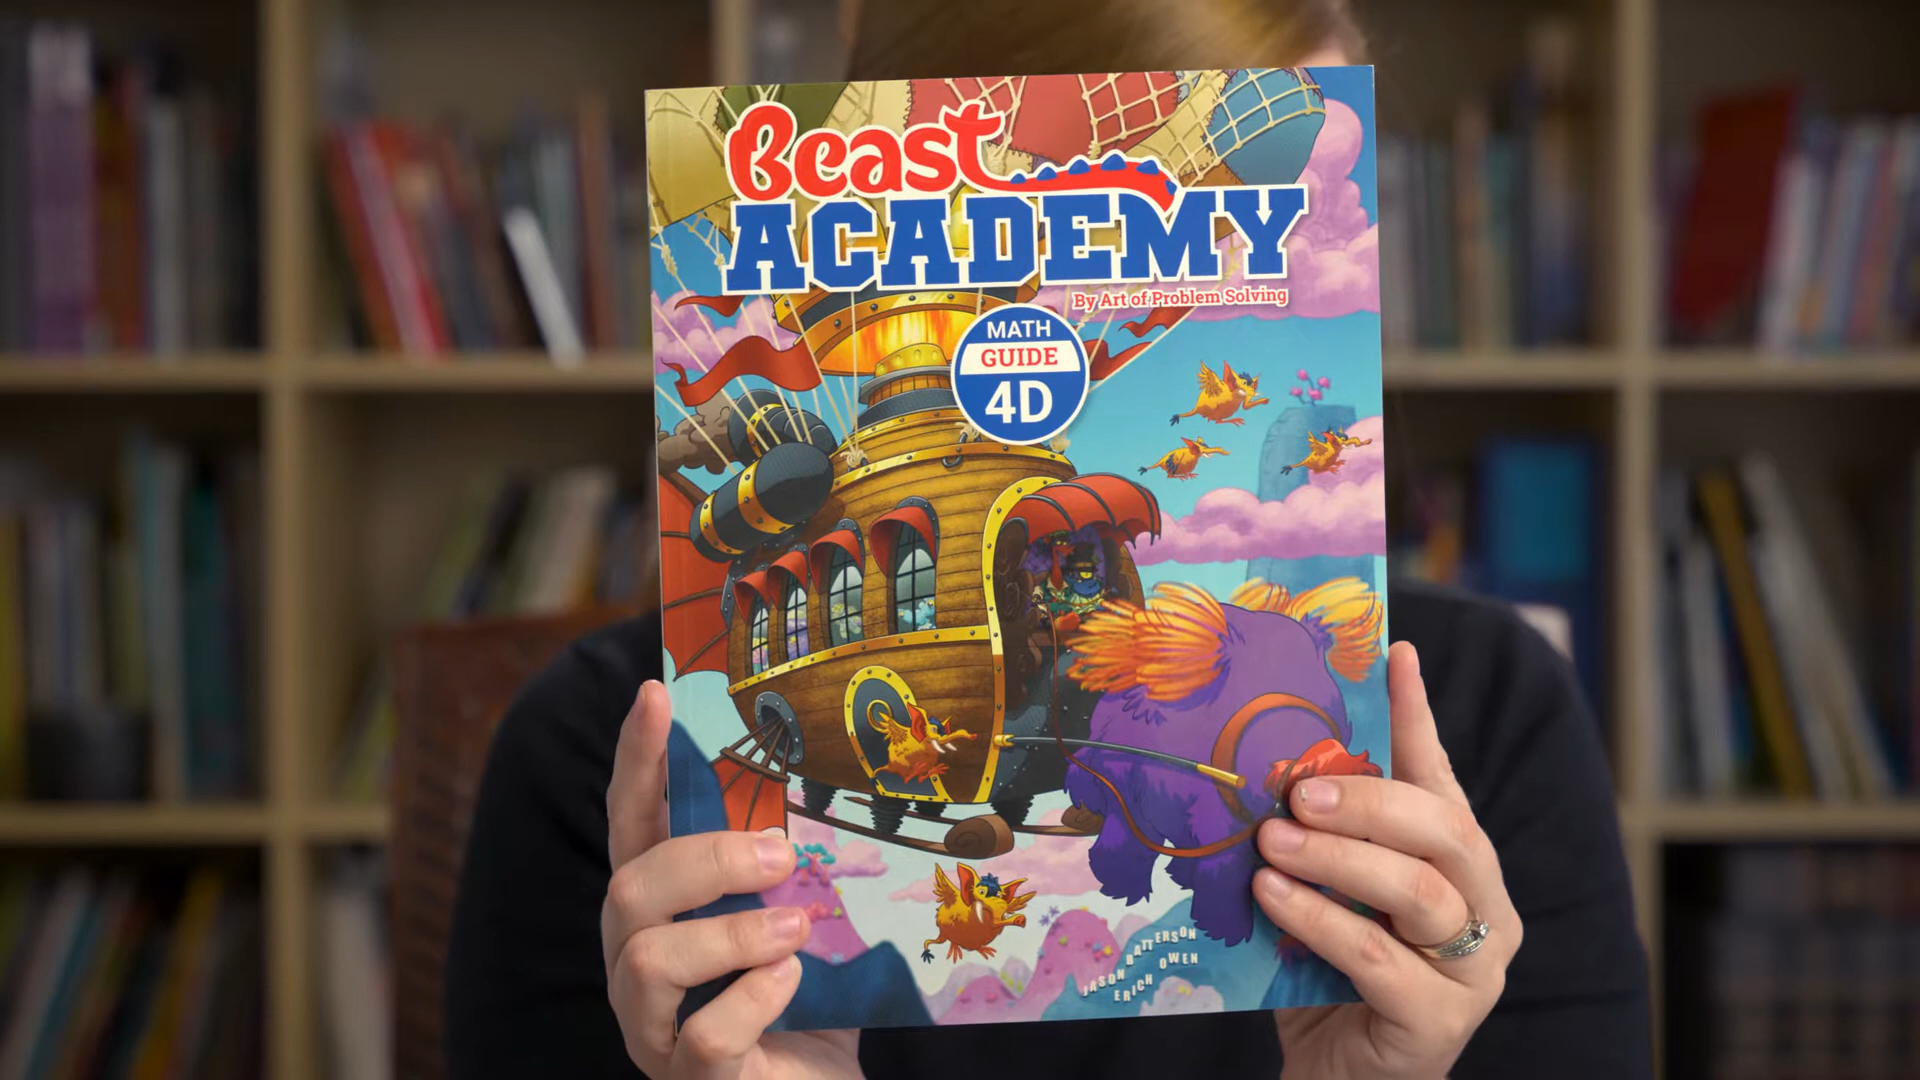 Beast
ACADEMY
By Art of Problem Solving
MATH
GUIDE
4D
JASON BATTERSON
ERICH OWEN